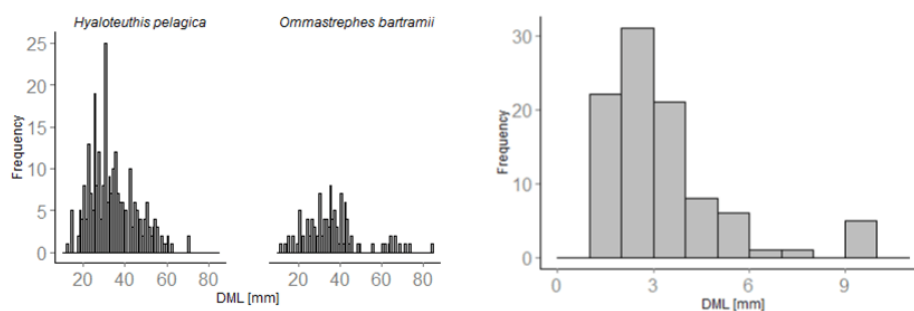 Hyaloteuthis pelagica
Ommastrephes bartramii
Frequency
25
20
15
10
5
0
20 40 60 80
20 40 60 80
DML [mm]
Frequency
30
20
10
0
0 3 6 9
DML [mm]